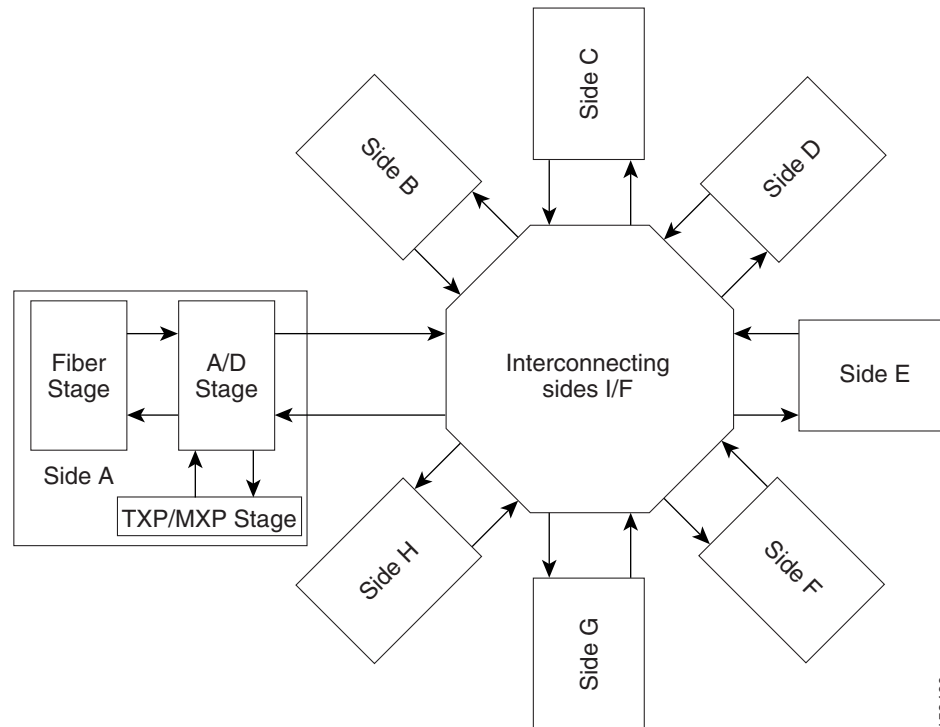 Side C
Side B
Side D
Fiber
Stage
A/D
Stage
Side A
TXP/MXP Stage
Interconnecting
sides I/F
Side E
Side H
Side F
Side G